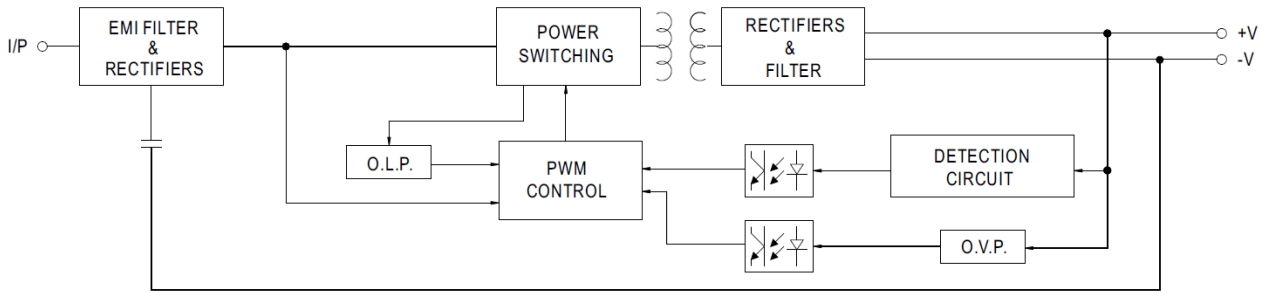 I/P
EMI FILTER
&
RECTIFIERS
POWER
SWITCHING
RECTIFIERS
&
FILTER
+V
-V
O.L.P.
PWM
CONTROL
DETECTION
CIRCUIT
O.V.P.